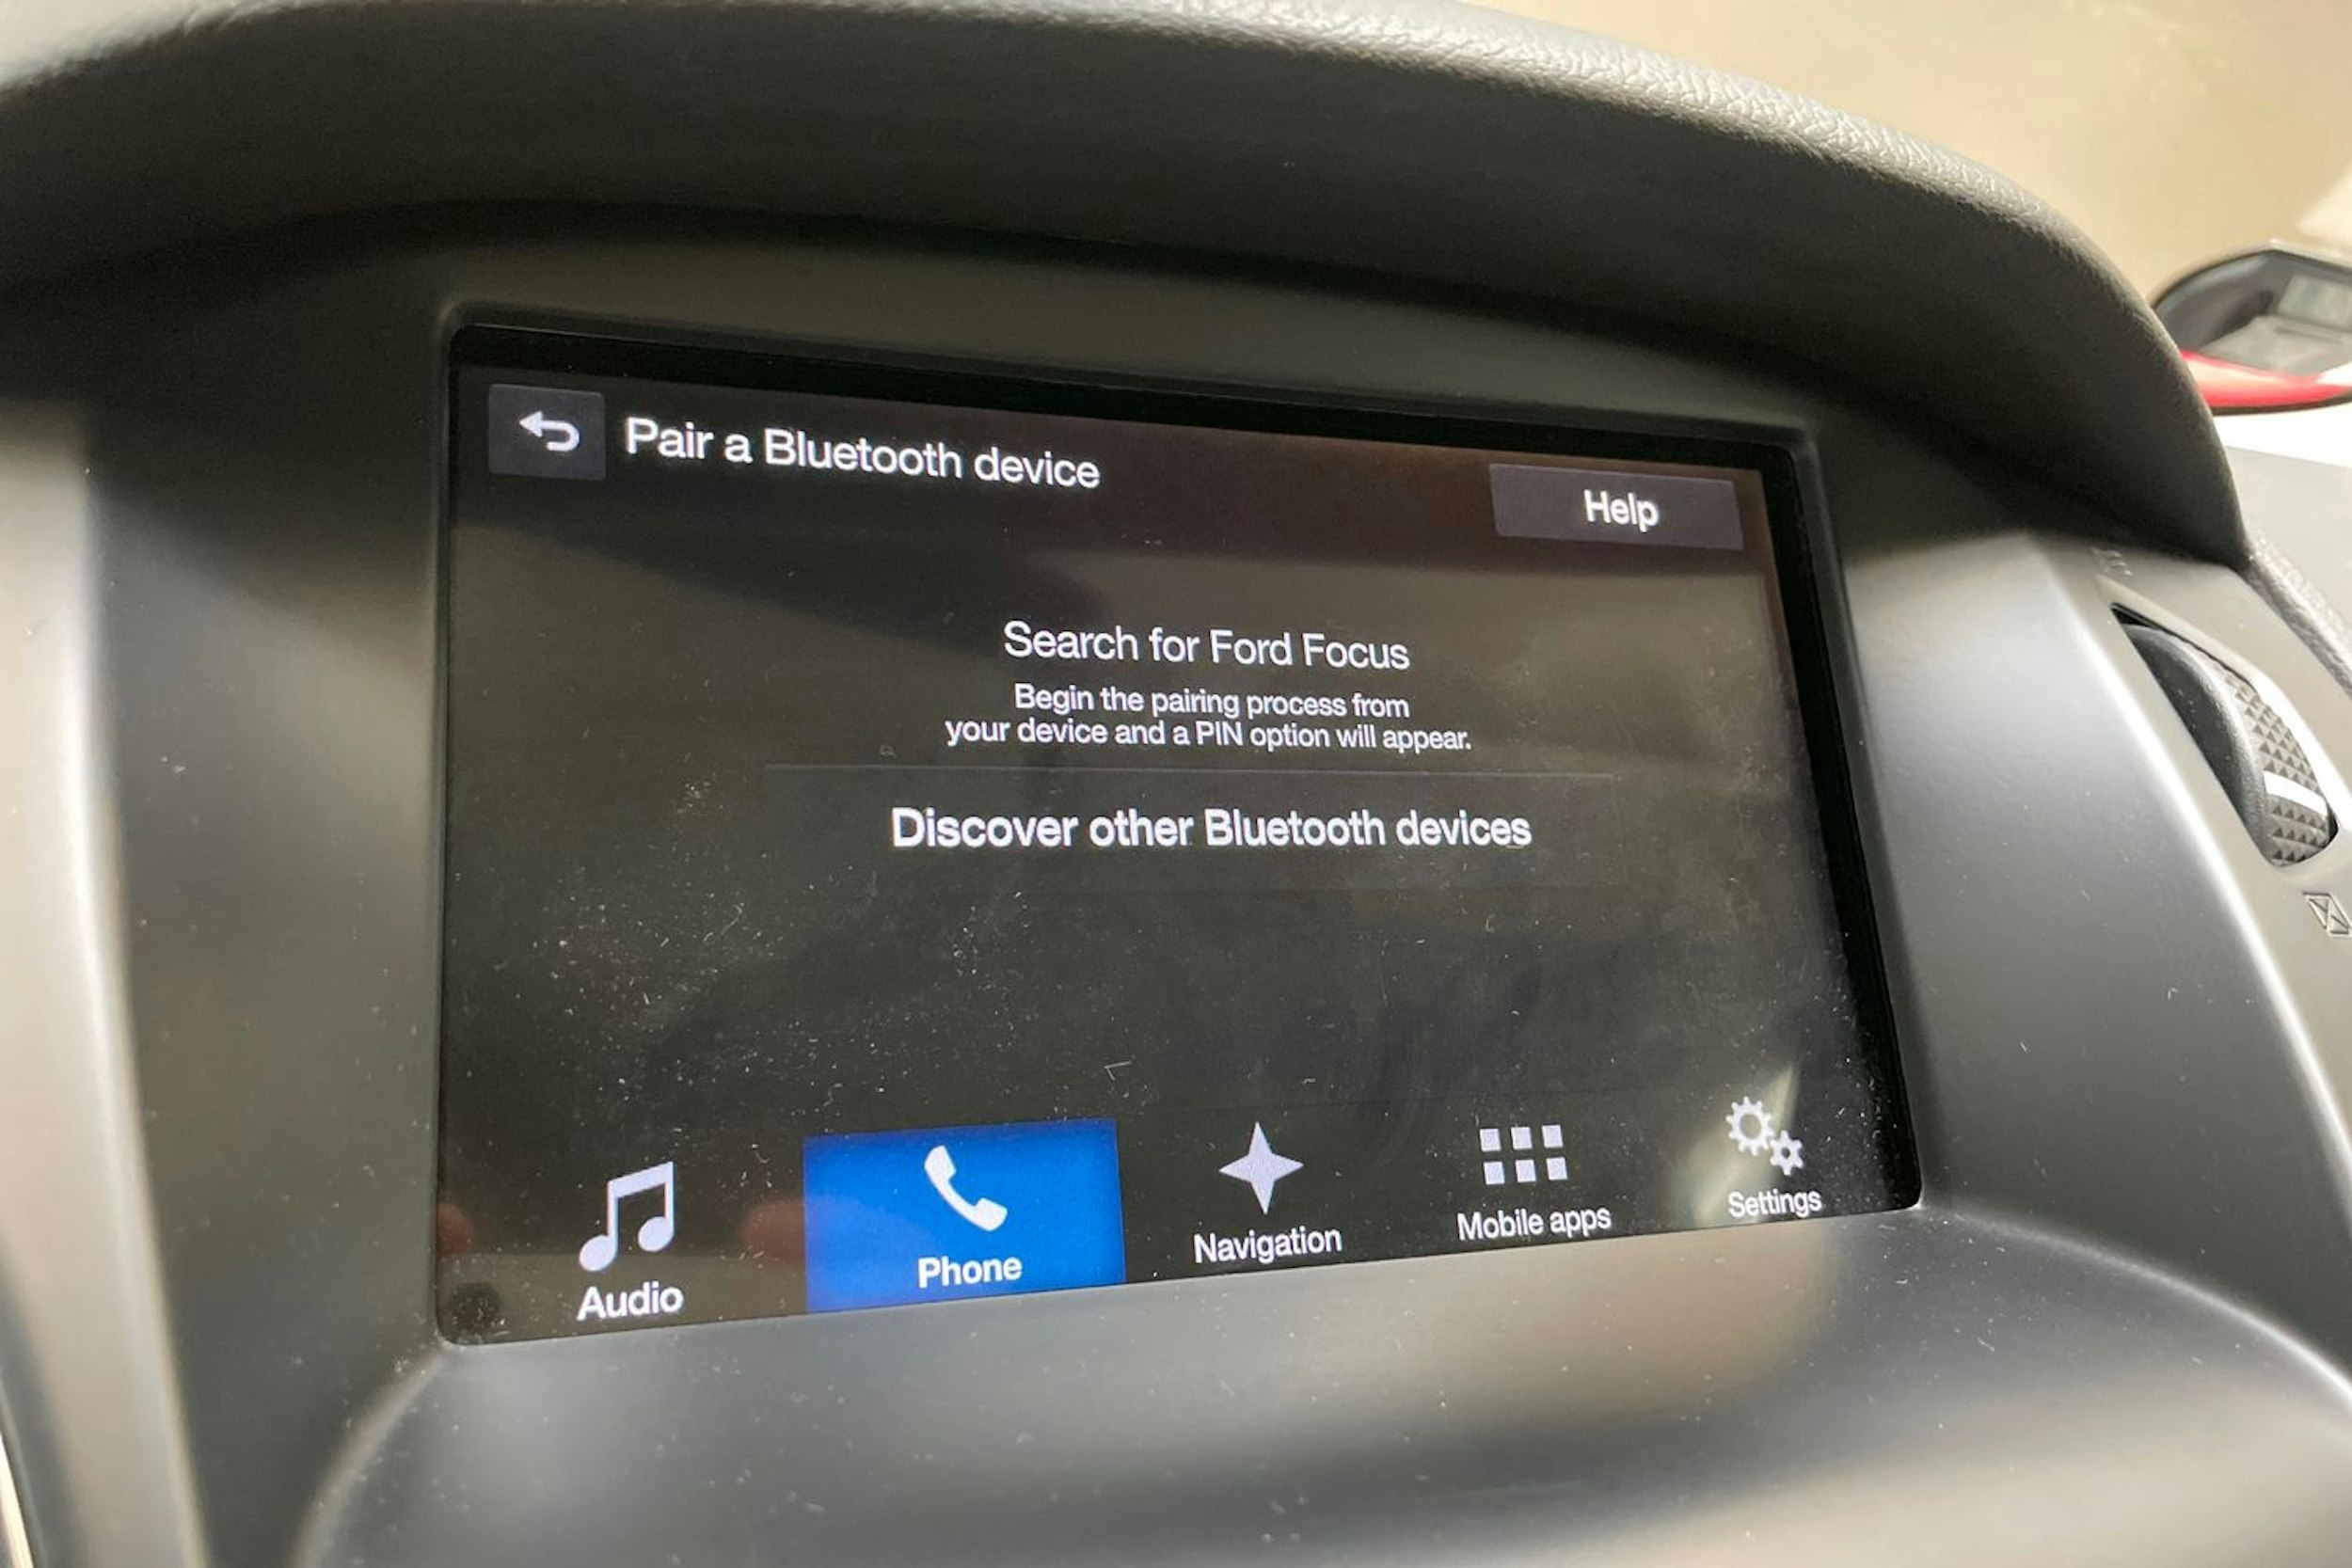 Pair a Bluetooth device
Help
Search for Ford Focus
Begin the pairing process from
your device and a PIN option will appear.
Discover other Bluetooth devices
Audio
Phone
Navigation
Mobile apps
Settings